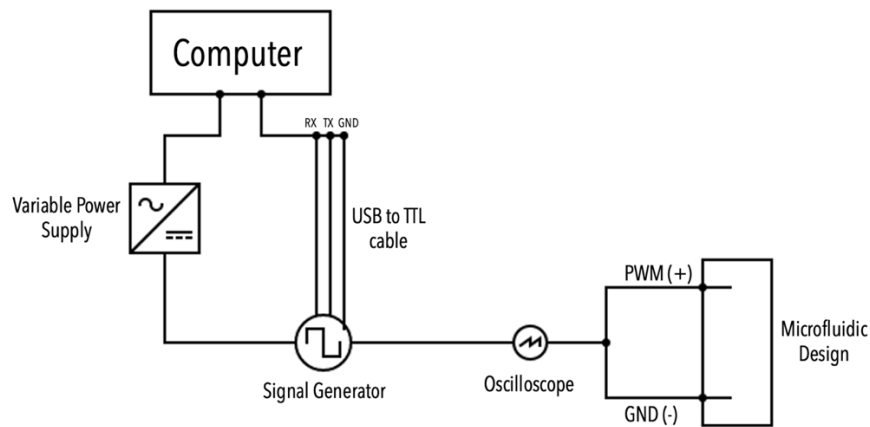 Computer
RX TX GND
Variable Power
Supply
USB to TTL
cable
PWM (+)
Microfluidic
Design
Signal Generator
Oscilloscope
GND (-)